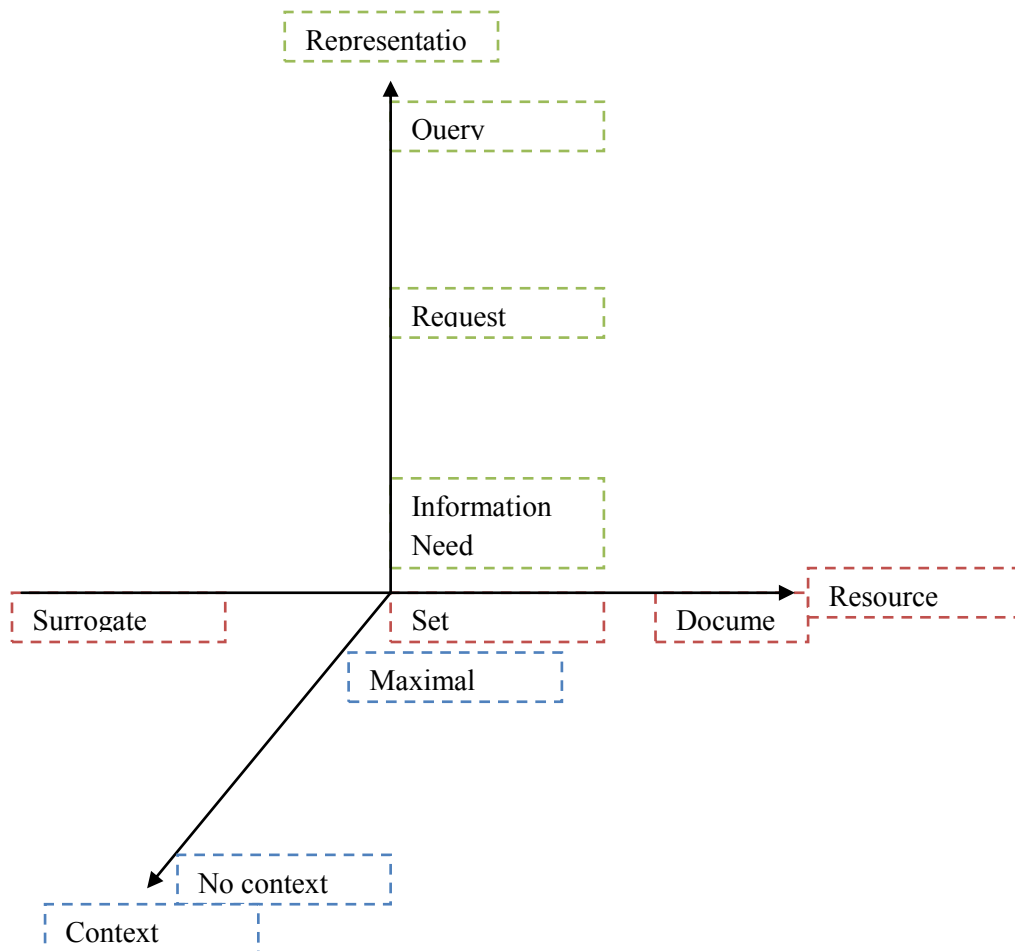 Representatio
Query
Request
Information
Need
Resource
Surrogate
Set
Docume
Maximal
No context
Context